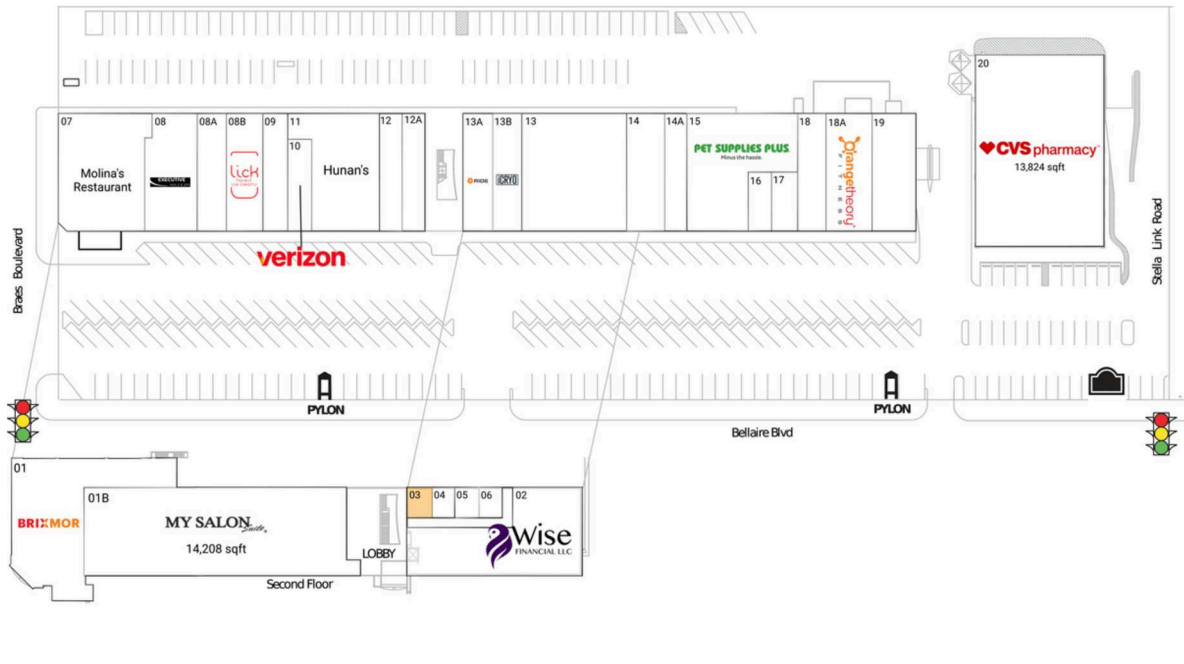 07
08
08A
08B
09
11
12
12A
13A
13B
13
14
14A
15
18
18A
19
20
10
Molina's
Restaurant
EXECUTIVE
Lick
Hunan's
RIDE
iCRYO
PET SUPPLIES PLUS
Minus the hassle.
16
17
Orangetheory
FITNESS
CVS pharmacy
13,824 sqft
verizon
Braes Boulevard
Stella Link Road
PYLON
PYLON
Bellaire Blvd
01
01B
BRIXMOR
MY SALON
Suite
14,208 sqft
LOBBY
Second Floor
03
04
05
06
02
Wise
FINANCIAL LLC